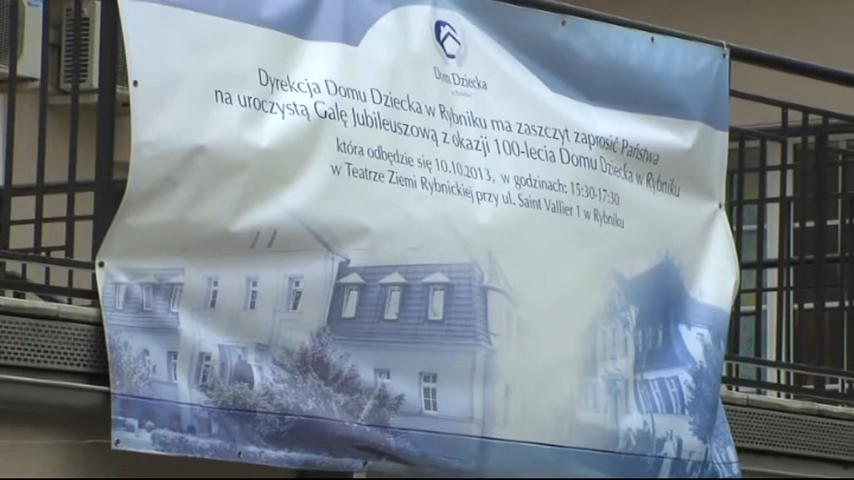 Dom Dziecka
w Rybniku
Dyrekcja Domu Dziecka w Rybniku ma zaszczyt zaprosić Państwa
na uroczystą Galę Jubileuszową z okazji 100-lecia Domu Dziecka w Rybniku
która odbędzie się 10.10.2013, w godzinach: 15:30-17:30
w Teatrze Ziemi Rybnickiej przy ul. Saint Vallier 1 w Rybniku